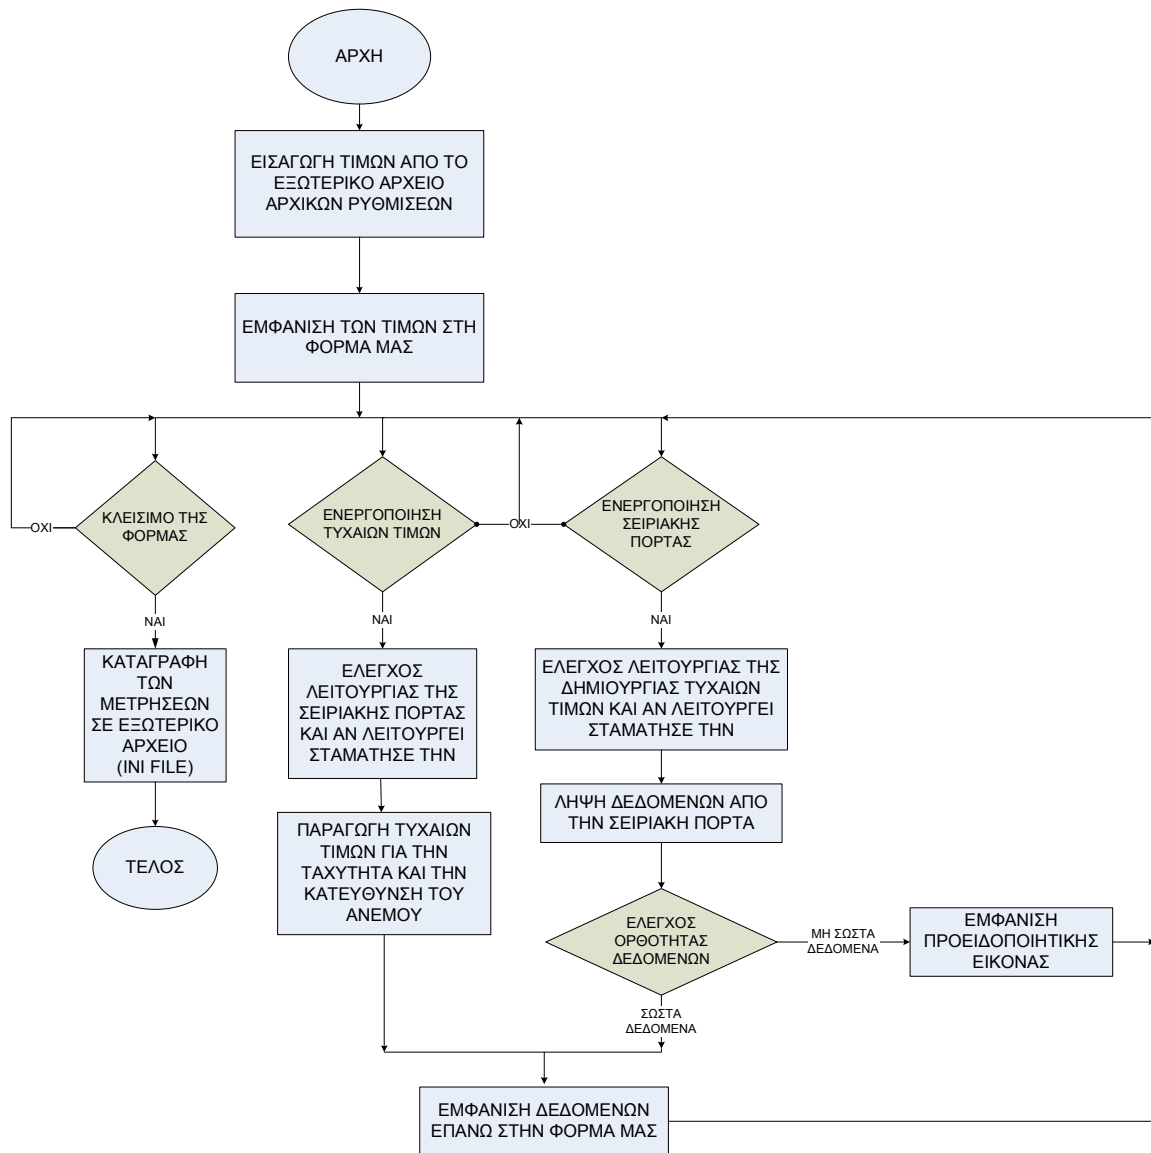 ΑΡΧΗ
ΕΙΣΑΓΩΓΗ ΤΙΜΩΝ ΑΠΟ ΤΟ
ΕΞΩΤΕΡΙΚΟ ΑΡΧΕΙΟ
ΑΡΧΙΚΩΝ ΡΥΘΜΙΣΕΩΝ
ΕΜΦΑΝΙΣΗ ΤΩΝ ΤΙΜΩΝ ΣΤΗ
ΦΟΡΜΑ ΜΑΣ
ΟΧΙ
ΚΛΕΙΣΙΜΟ ΤΗΣ
ΦΟΡΜΑΣ
ΕΝΕΡΓΟΠΟΙΗΣΗ
ΤΥΧΑΙΩΝ ΤΙΜΩΝ
ΟΧΙ
ΕΝΕΡΓΟΠΟΙΗΣΗ
ΣΕΙΡΙΑΚΗΣ
ΠΟΡΤΑΣ
ΝΑΙ
ΝΑΙ
ΝΑΙ
ΚΑΤΑΓΡΑΦΗ
ΤΩΝ
ΜΕΤΡΗΣΕΩΝ
ΣΕ ΕΞΩΤΕΡΙΚΟ
ΑΡΧΕΙΟ
(INI FILE)
ΕΛΕΓΧΟΣ
ΛΕΙΤΟΥΡΓΙΑΣ ΤΗΣ
ΣΕΙΡΙΑΚΗΣ ΠΟΡΤΑΣ
ΚΑΙ ΑΝ ΛΕΙΤΟΥΡΓΕΙ
ΣΤΑΜΑΤΗΣΕ ΤΗΝ
ΕΛΕΓΧΟΣ ΛΕΙΤΟΥΡΓΙΑΣ ΤΗΣ
ΔΗΜΙΟΥΡΓΙΑΣ ΤΥΧΑΙΩΝ
ΤΙΜΩΝ ΚΑΙ ΑΝ ΛΕΙΤΟΥΡΓΕΙ
ΣΤΑΜΑΤΗΣΕ ΤΗΝ
ΤΕΛΟΣ
ΠΑΡΑΓΩΓΗ ΤΥΧΑΙΩΝ
ΤΙΜΩΝ ΓΙΑ ΤΗΝ
ΤΑΧΥΤΗΤΑ ΚΑΙ ΤΗΝ
ΚΑΤΕΥΘΥΝΣΗ ΤΟΥ
ΑΝΕΜΟΥ
ΛΗΨΗ ΔΕΔΟΜΕΝΩΝ ΑΠΟ
ΤΗΝ ΣΕΙΡΙΑΚΗ ΠΟΡΤΑ
ΕΛΕΓΧΟΣ
ΟΡΘΟΤΗΤΑΣ
ΔΕΔΟΜΕΝΩΝ
ΜΗ ΣΩΣΤΑ
ΔΕΔΟΜΕΝΑ
ΕΜΦΑΝΙΣΗ
ΠΡΟΕΙΔΟΠΟΙΗΤΙΚΗΣ
ΕΙΚΟΝΑΣ
ΣΩΣΤΑ
ΔΕΔΟΜΕΝΑ
ΕΜΦΑΝΙΣΗ ΔΕΔΟΜΕΝΩΝ
ΕΠΑΝΩ ΣΤΗΝ ΦΟΡΜΑ ΜΑΣ